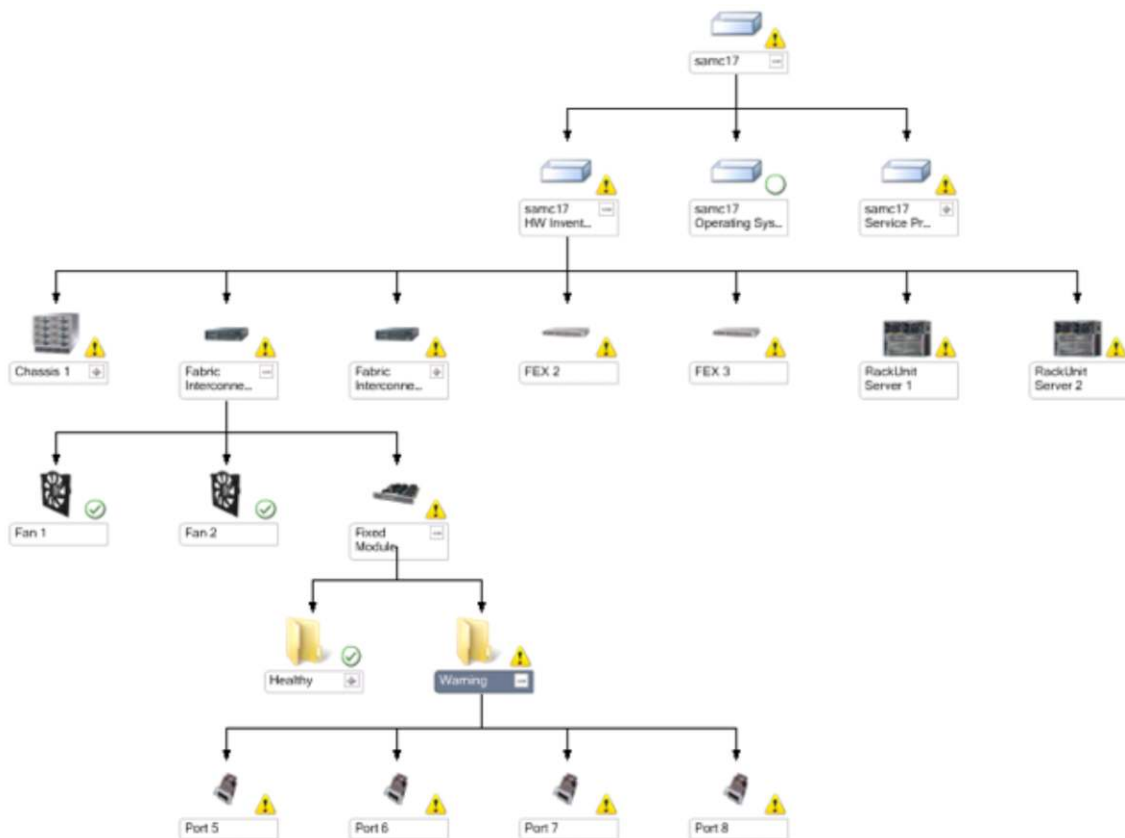 samc17
samc17
HW Invent...
samc17
Operating Sys...
samc17
Service Pr...
Chassis 1
Fabric
Interconne...
Fabric
Interconne...
FEX 2
FEX 3
RackUnit
Server 1
RackUnit
Server 2
Fan 1
Fan 2
Fixed
Module
Healthy
Warning
Port 5
Port 6
Port 7
Port 8